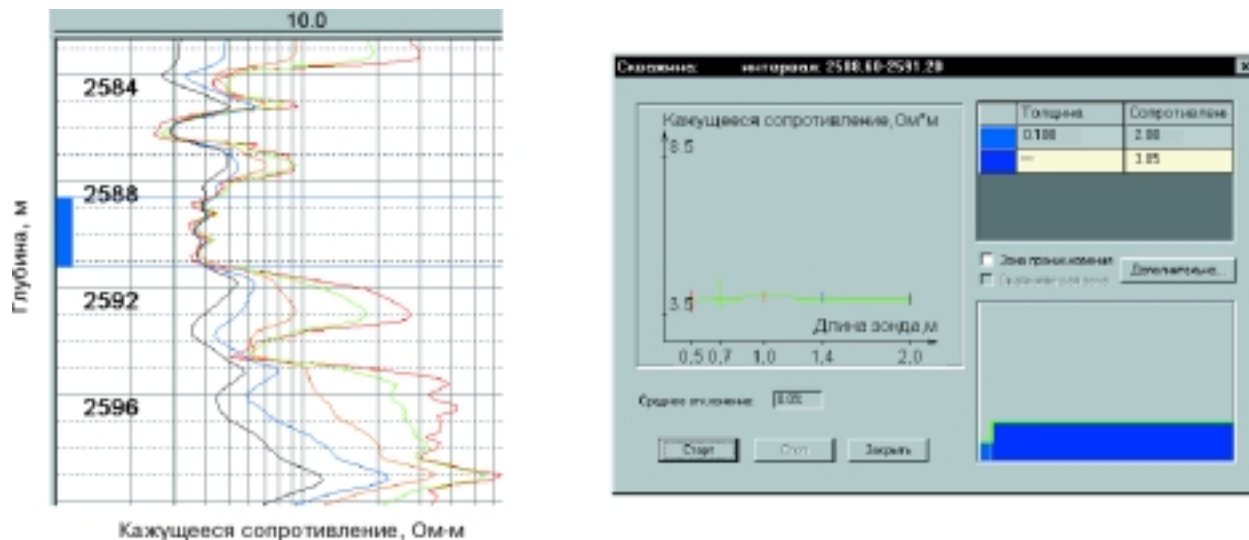 10.0
2584
2588
2592
2596
Глубина, м
Кажущееся сопротивление, Ом-м
Скважина: интервал: 2588.60-2591.20
Кажущееся сопротивление,Ом*м
8.5
3.5
Длина зонда,м
0,5 0,7 1,0 1,4 2,0
Толщина Сопротивлени
0.100 2.00
3.85
Зона проникновения
Дополнительно...
Среднее отклонение:
Старт Стоп Закрыть